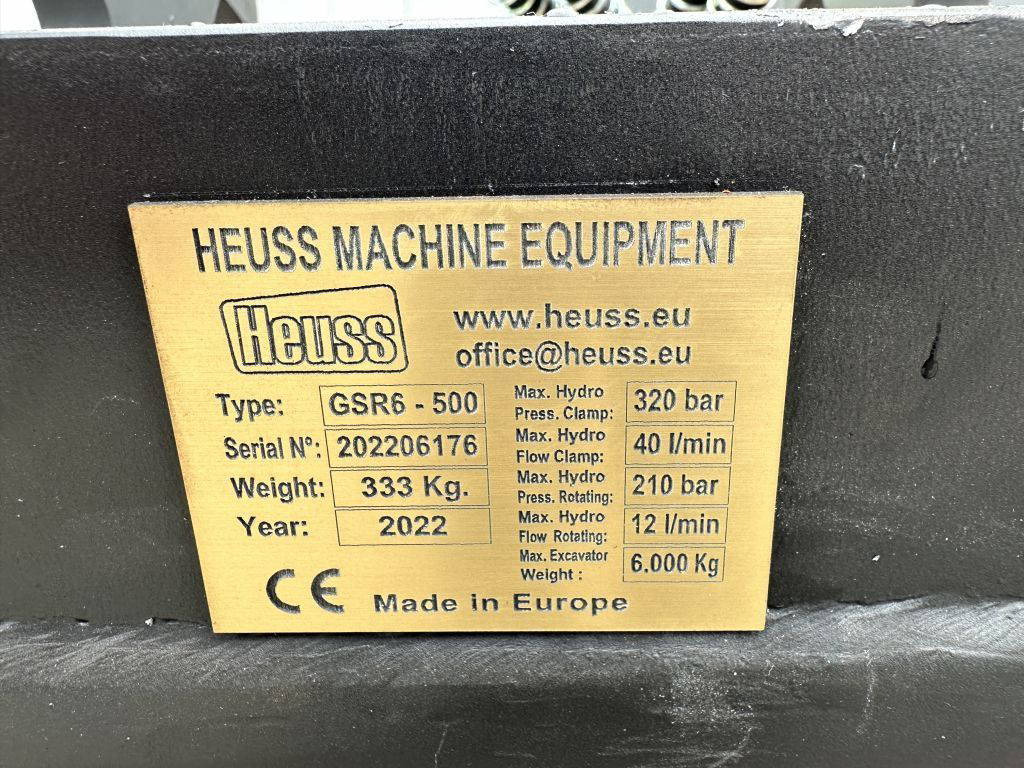 HEUSS MACHINE EQUIPMENT
Heuss
www.heuss.eu
office@heuss.eu
Type: GSR6 - 500
Serial Nº: 202206176
Weight: 333 Kg.
Year: 2022
Max. Hydro
Press. Clamp: 320 bar
Max. Hydro
Flow Clamp: 40 l/min
Max. Hydro
Press. Rotating: 210 bar
Max. Hydro
Flow Rotating: 12 l/min
Max. Excavator
Weight : 6.000 Kg
CE Made in Europe